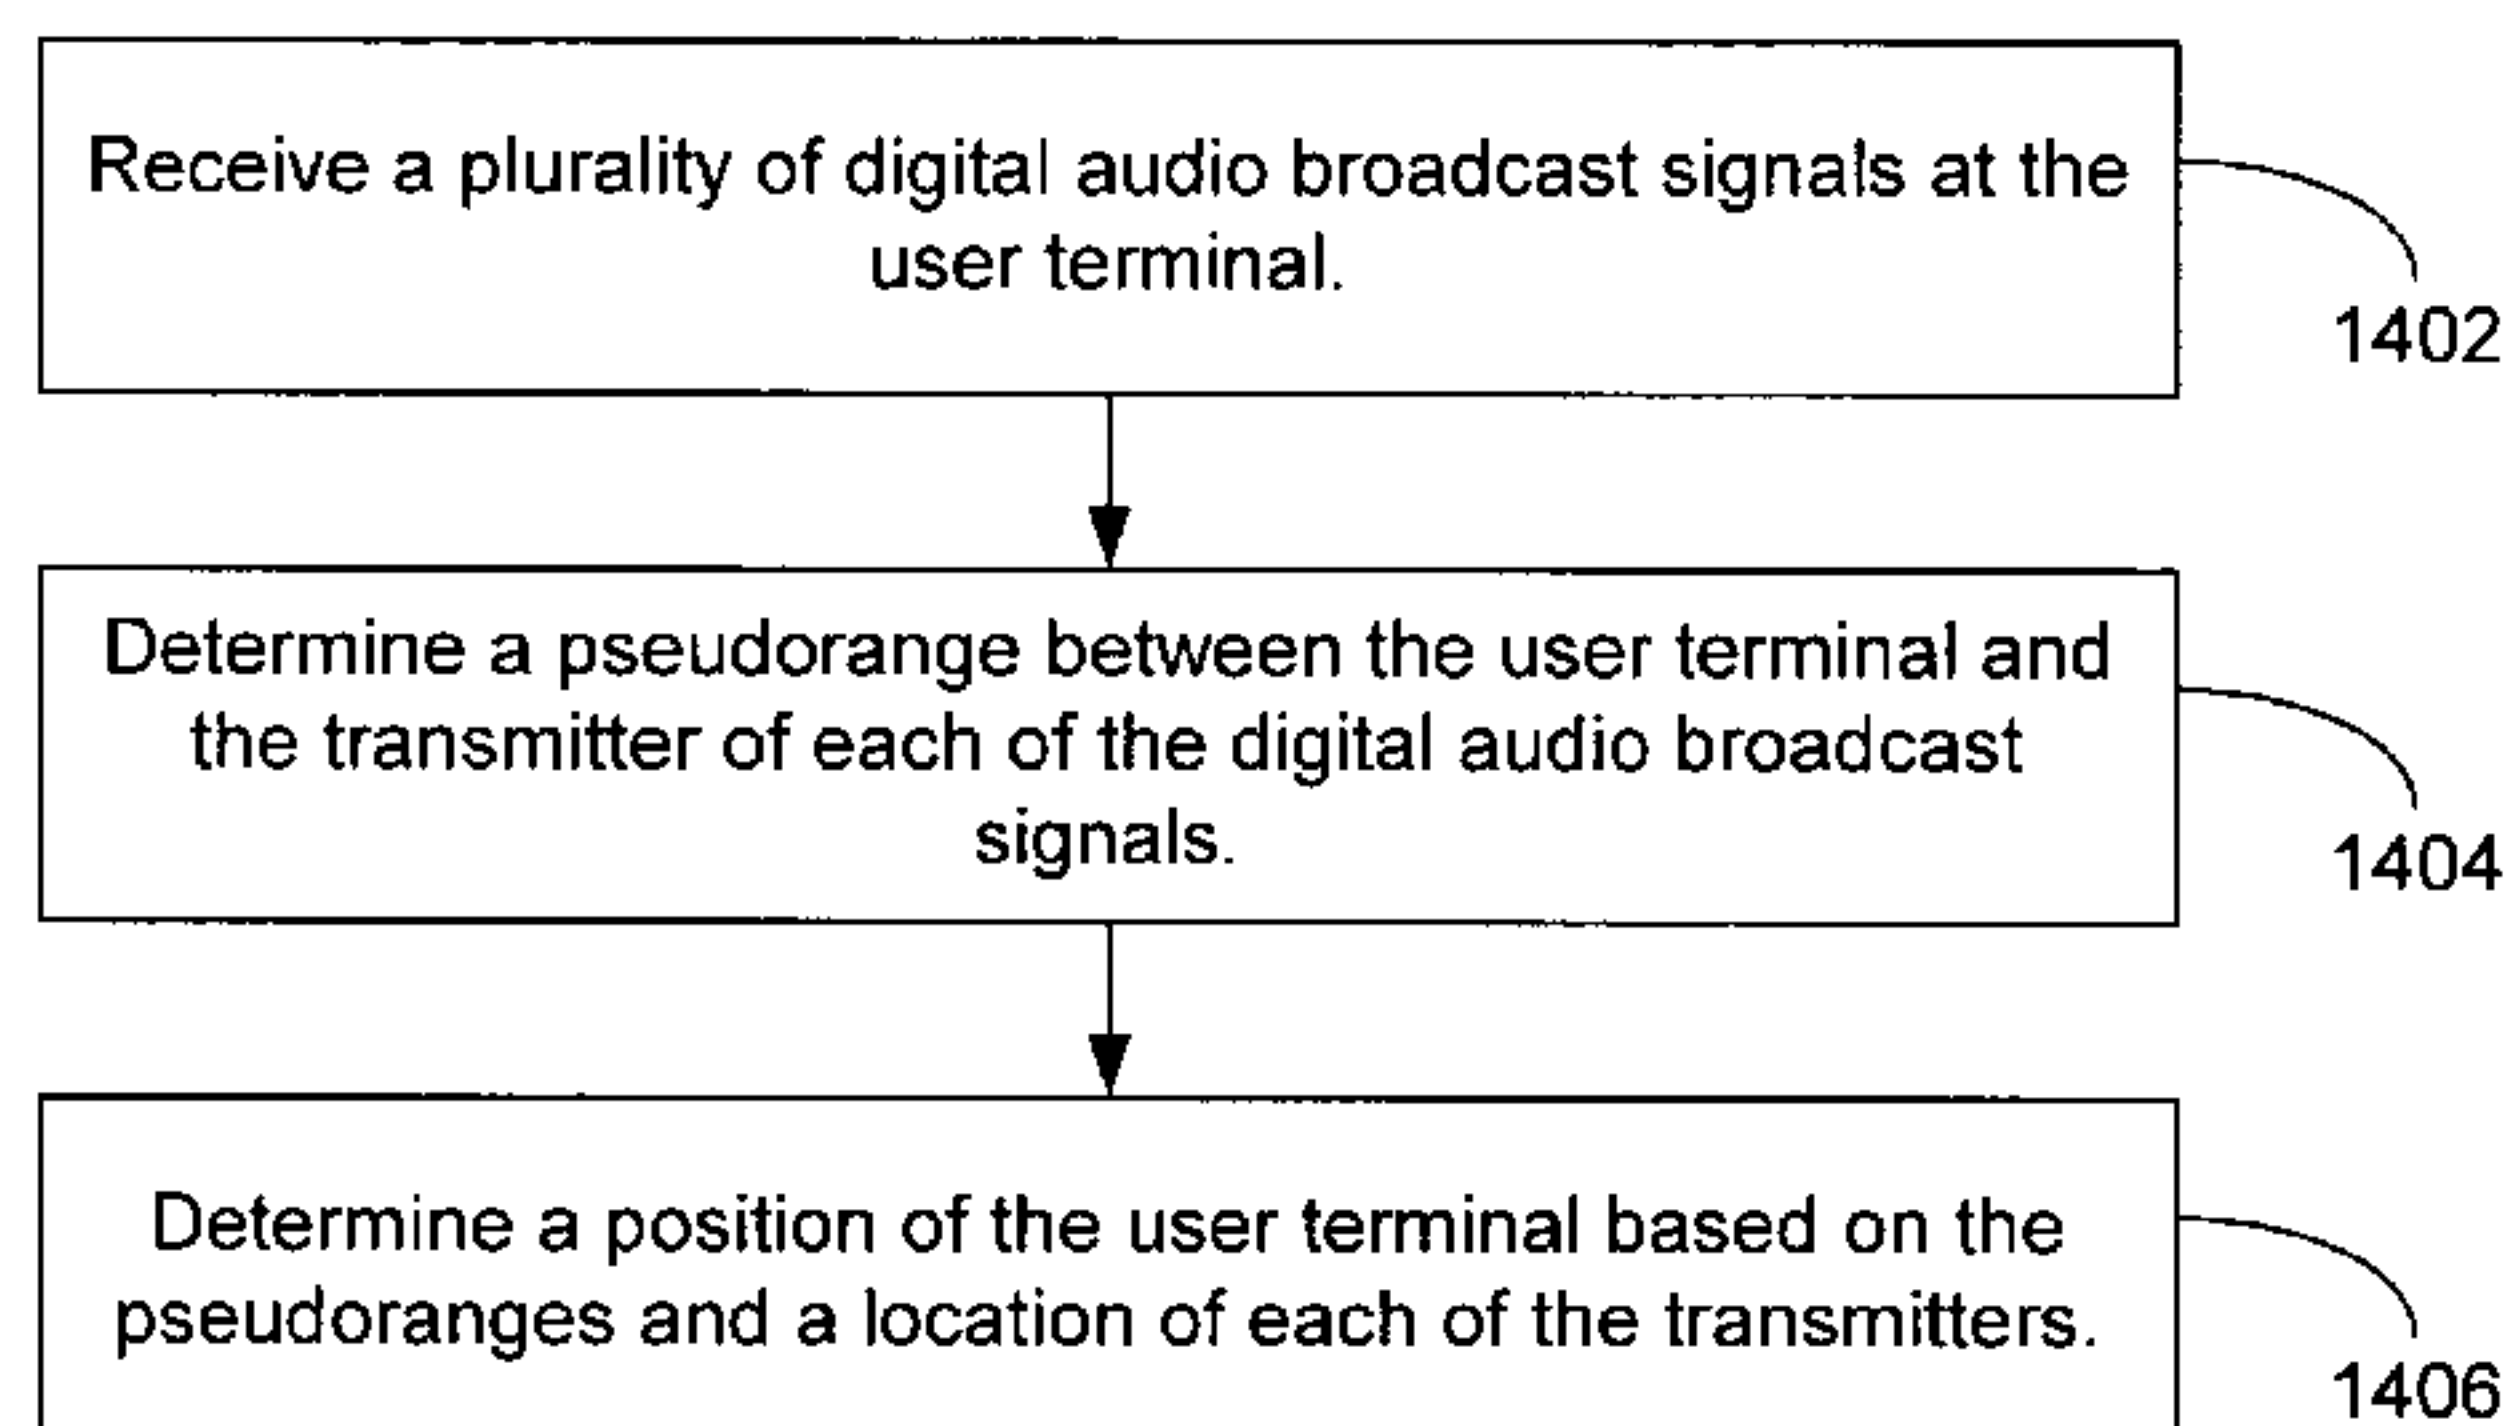 Receive a plurality of digital audio broadcast signals at the
user terminal.
1402
Determine a pseudorange between the user terminal and
the transmitter of each of the digital audio broadcast
signals.
1404
Determine a position of the user terminal based on the
pseudoranges and a location of each of the transmitters.
1406